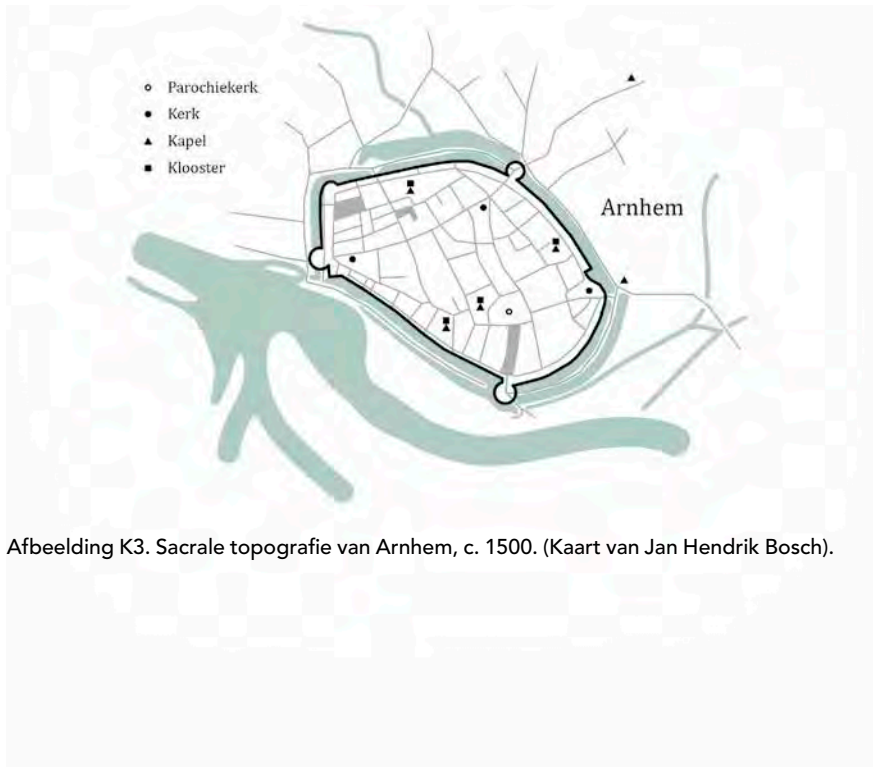 Parochiekerk
Kerk
Kapel
Klooster
Arnhem
Afbeelding K3. Sacrale topografie van Arnhem, c. 1500. (Kaart van Jan Hendrik Bosch).